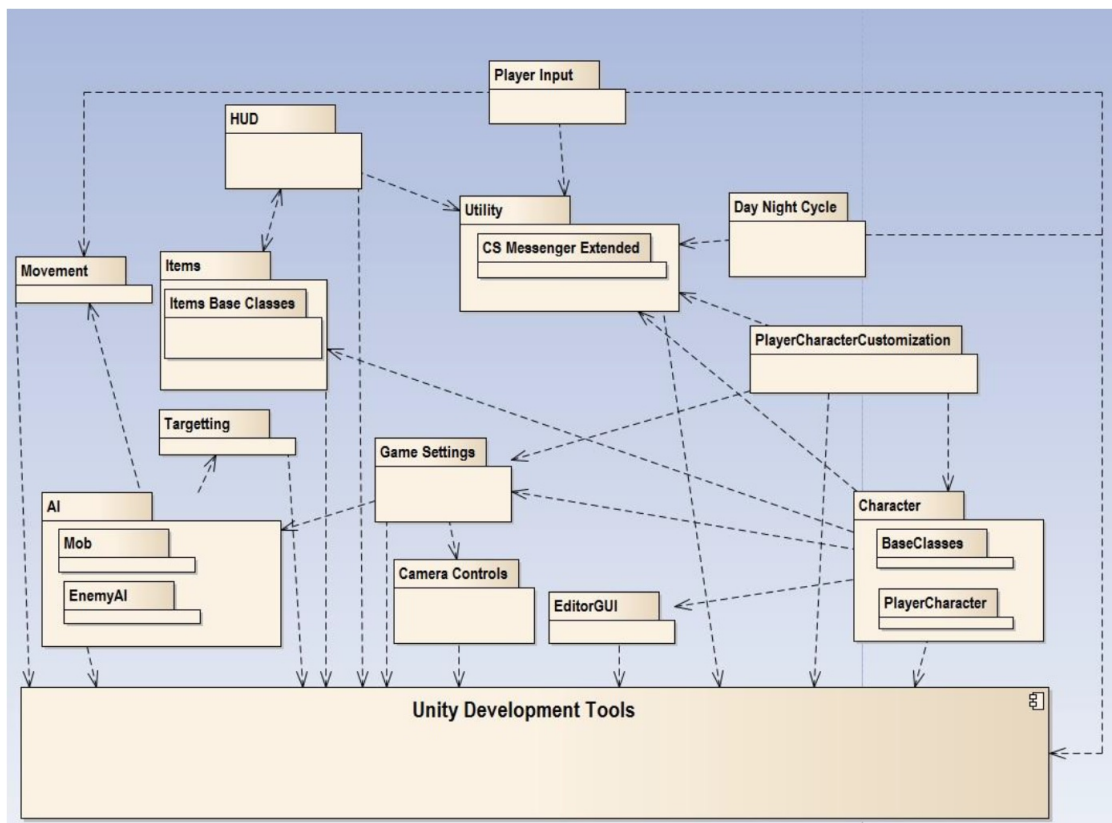 Player Input
HUD
Utility
Day Night Cycle
CS Messenger Extended
Movement
Items
Items Base Classes
PlayerCharacterCustomization
Targetting
Game Settings
AI
Character
Mob
BaseClasses
Camera Controls
EnemyAI
EditorGUI
PlayerCharacter
Unity Development Tools